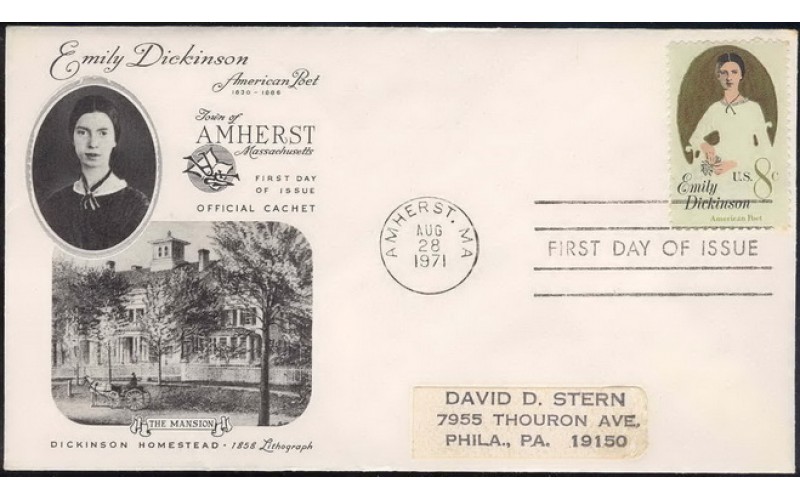 Emily Dickinson
American Poet
1830 - 1886
Town of
AMHERST
Massachusetts
FIRST DAY
OF ISSUE
OFFICIAL CACHET
THE MANSION
DICKINSON HOMESTEAD · 1858 Lithograph
AMHERST, MA
AUG
28
1971
U.S. 8c
Emily
Dickinson
American Poet
FIRST DAY OF ISSUE
DAVID D. STERN
7955 THOURON AVE.
PHILA., PA. 19150